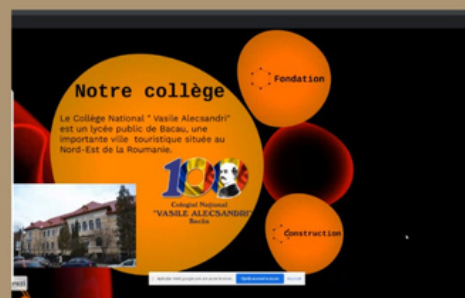 Notre collège
Le Collège National " Vasile Alecsandri"
est un lycée public de Bacau, une
importante ville touristique située au
Nord-Est de la Roumanie.
Fondation
100
Colegiul Național
"VASILE ALECSANDRI"
Bacău
Construction